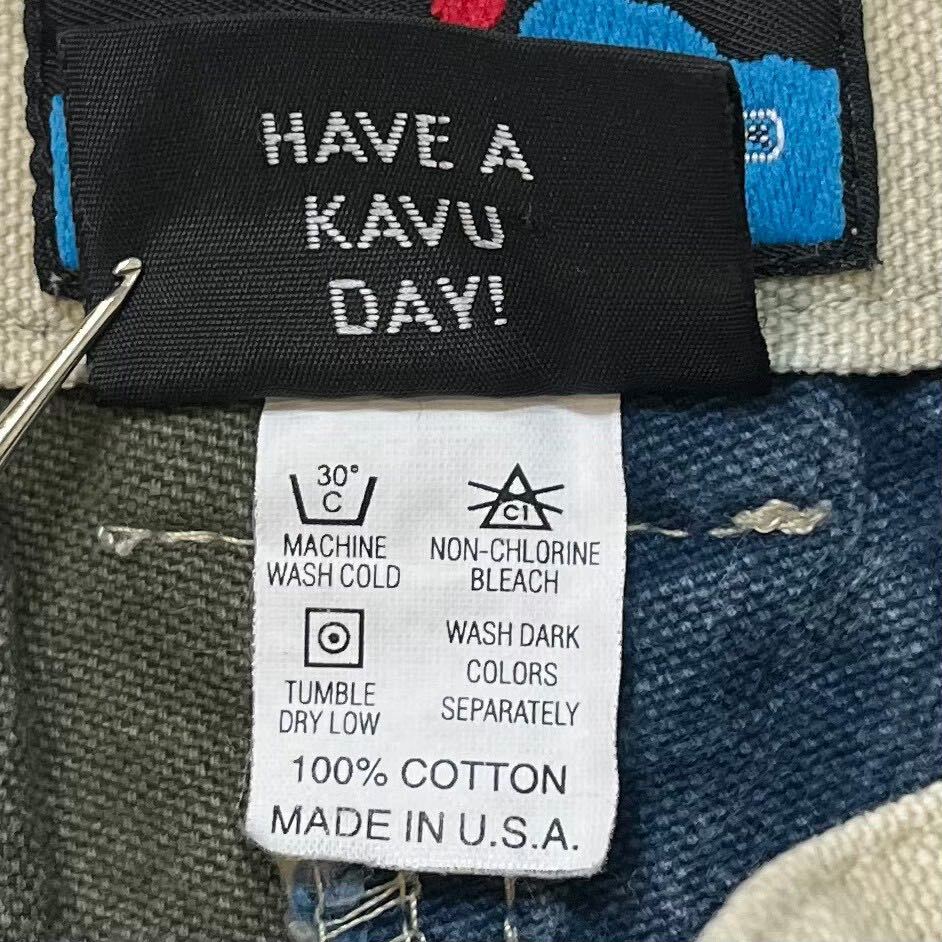 HAVE A
KAVU
DAY!
30°
C
MACHINE
WASH COLD
Cl
NON-CHLORINE
BLEACH
TUMBLE
DRY LOW
WASH DARK
COLORS
SEPARATELY
100% COTTON
MADE IN U.S.A.